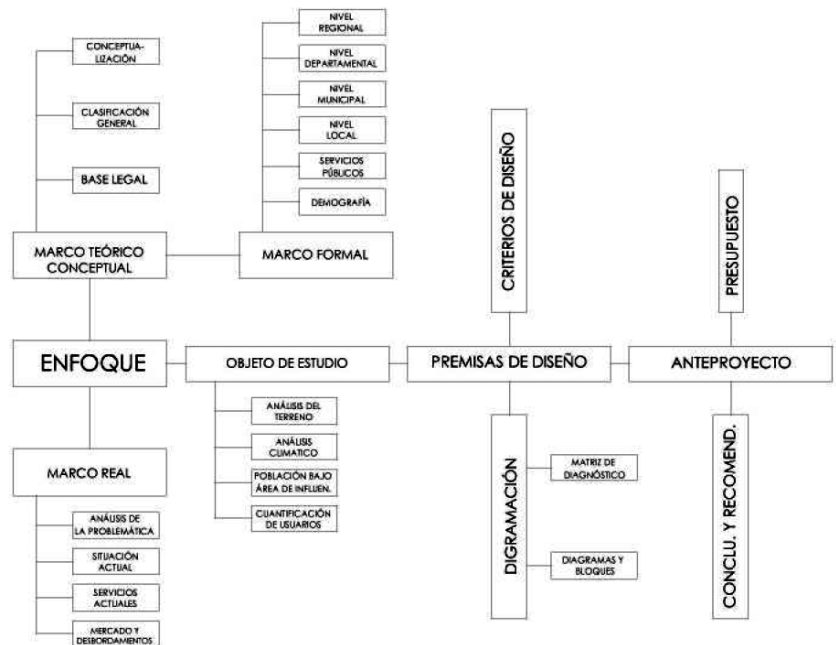 CONCEPTUA-
LIZACIÓN
CLASIFICACIÓN
GENERAL
BASE LEGAL
MARCO TEÓRICO
CONCEPTUAL
NIVEL
REGIONAL
NIVEL
DEPARTAMENTAL
NIVEL
MUNICIPAL
NIVEL
LOCAL
SERVICIOS
PÚBLICOS
DEMOGRAFÍA
MARCO FORMAL
CRITERIOS DE DISEÑO
PRESUPUESTO
ENFOQUE
OBJETO DE ESTUDIO
PREMISAS DE DISEÑO
ANTEPROYECTO
MARCO REAL
ANÁLISIS DE
LA PROBLEMÁTICA
SITUACIÓN
ACTUAL
SERVICIOS
ACTUALES
MERCADO Y
DESBORDAMIENTOS
ANÁLISIS DEL
TERRENO
ANÁLISIS
CLIMATICO
POBLACIÓN BAJO
ÁREA DE INFLUEN.
CUANTIFICACIÓN
DE USUARIOS
DIGRAMACIÓN
MATRIZ DE
DIAGNÓSTICO
DIAGRAMAS Y
BLOQUES
CONCLU. Y RECOMEND.